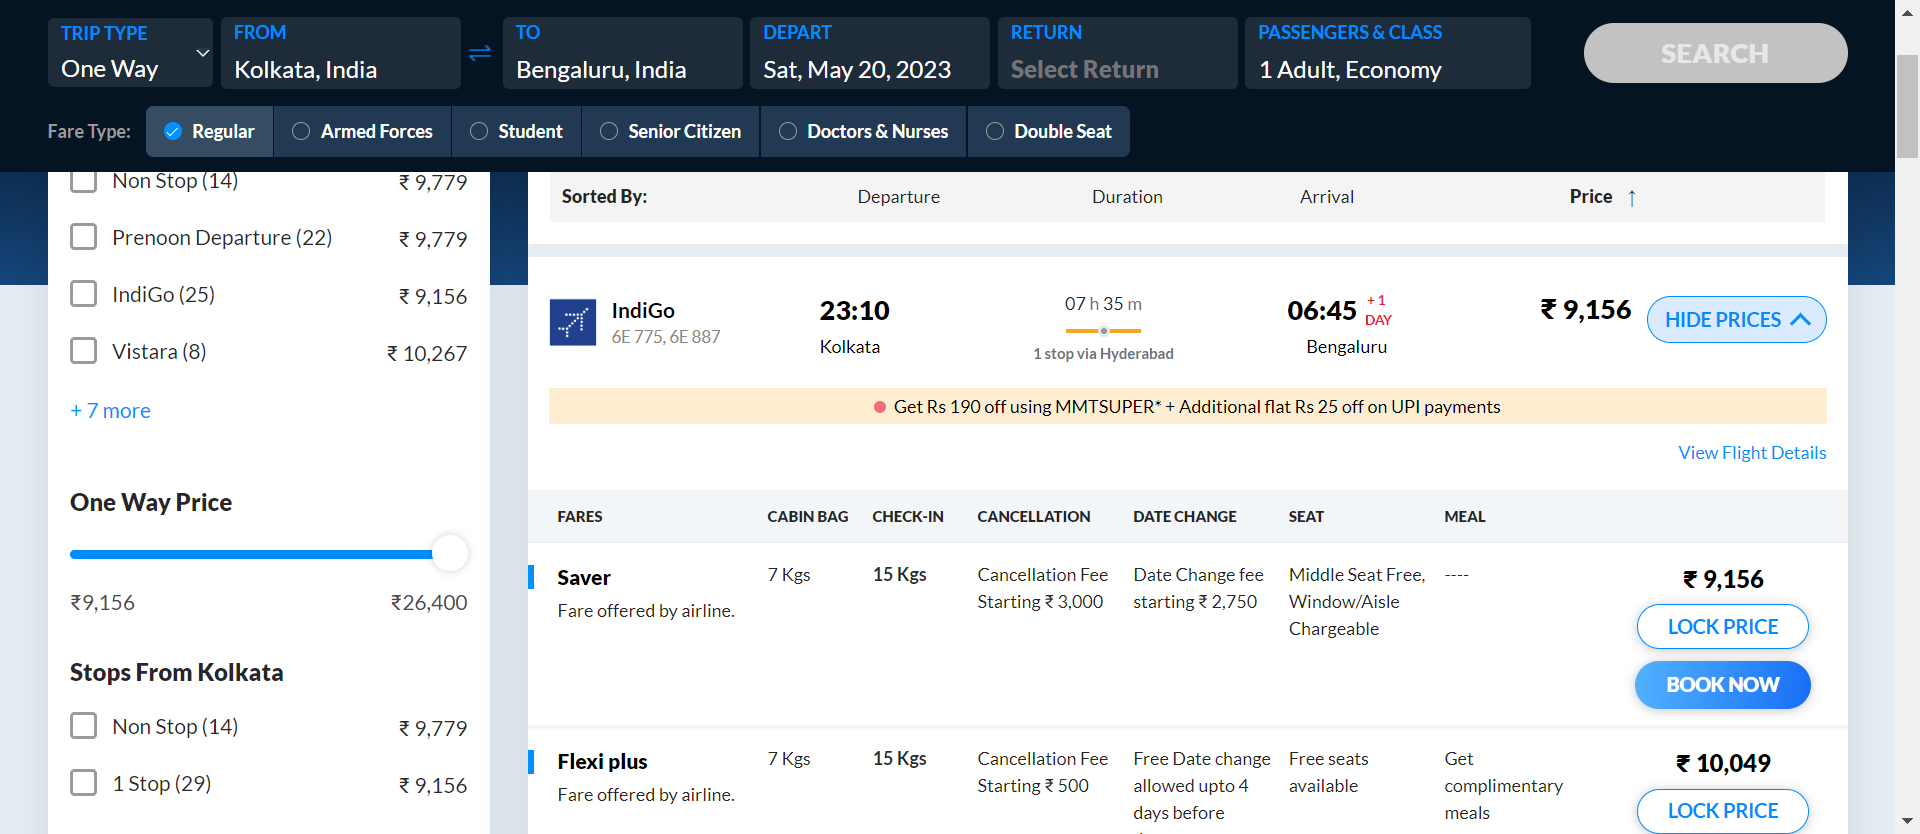 TRIP TYPE
One Way
FROM
Kolkata, India
TO
Bengaluru, India
DEPART
Sat, May 20, 2023
RETURN
Select Return
PASSENGERS & CLASS
1 Adult, Economy
SEARCH
Fare Type:
Regular
Armed Forces
Student
Senior Citizen
Doctors & Nurses
Double Seat
Non Stop (14) ₹ 9,779
Prenoon Departure (22) ₹ 9,779
IndiGo (25) ₹ 9,156
Vistara (8) ₹ 10,267
+ 7 more
One Way Price
₹9,156 ₹26,400
Stops From Kolkata
Non Stop (14) ₹ 9,779
1 Stop (29) ₹ 9,156
Sorted By: Departure Duration Arrival Price ↑
IndiGo
6E 775, 6E 887
23:10
Kolkata
07 h 35 m
1 stop via Hyderabad
06:45 + 1 DAY
Bengaluru
₹ 9,156
HIDE PRICES
Get Rs 190 off using MMTSUPER* + Additional flat Rs 25 off on UPI payments
View Flight Details
FARES CABIN BAG CHECK-IN CANCELLATION DATE CHANGE SEAT MEAL
Saver
Fare offered by airline.
7 Kgs
15 Kgs
Cancellation Fee
Starting ₹ 3,000
Date Change fee
starting ₹ 2,750
Middle Seat Free,
Window/Aisle
Chargeable
----
₹ 9,156
LOCK PRICE
BOOK NOW
Flexi plus
Fare offered by airline.
7 Kgs
15 Kgs
Cancellation Fee
Starting ₹ 500
Free Date change
allowed upto 4
days before
Free seats
available
Get
complimentary
meals
₹ 10,049
LOCK PRICE